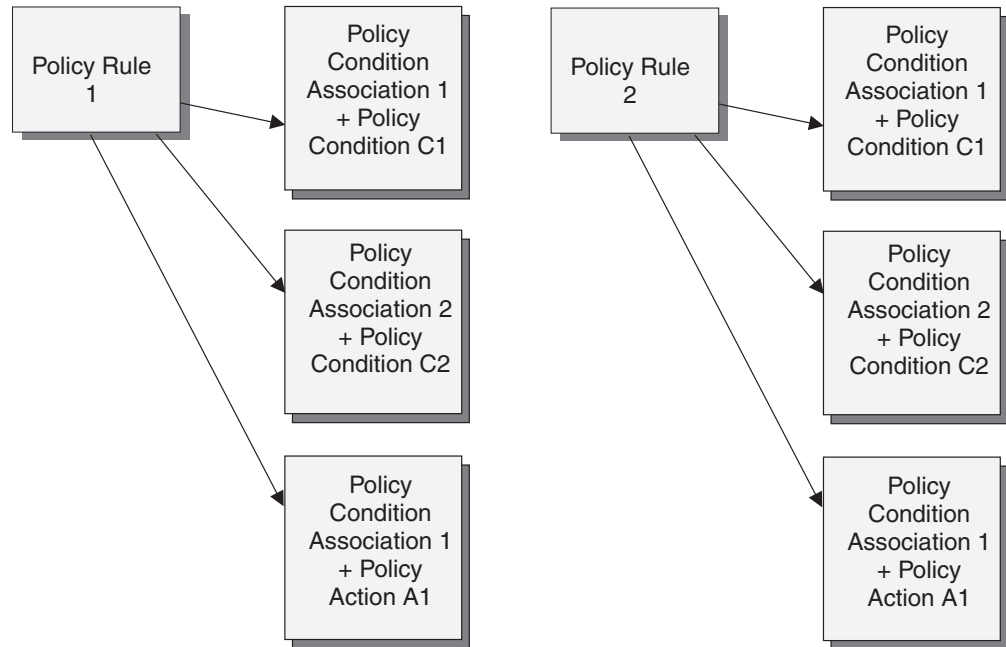 Policy Rule
1
Policy
Condition
Association 1
+ Policy
Condition C1
Policy
Condition
Association 2
+ Policy
Condition C2
Policy
Condition
Association 1
+ Policy
Action A1
Policy Rule
2
Policy
Condition
Association 1
+ Policy
Condition C1
Policy
Condition
Association 2
+ Policy
Condition C2
Policy
Condition
Association 1
+ Policy
Action A1